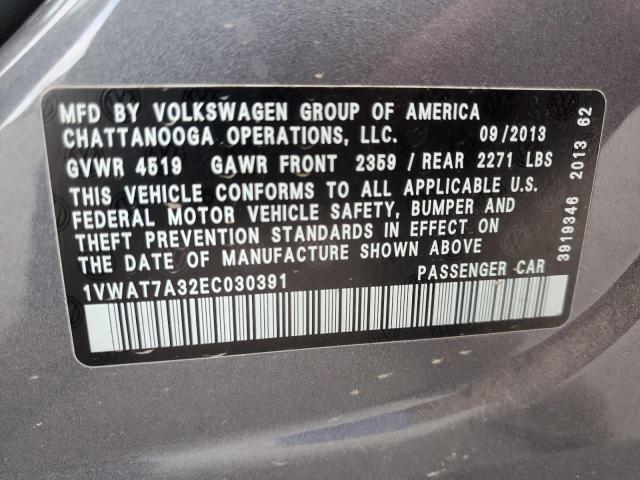 MFD BY VOLKSWAGEN GROUP OF AMERICA
CHATTANOOGA OPERATIONS, LLC. 09/2013
GVWR 4519 GAWR FRONT 2359 / REAR 2271 LBS
THIS VEHICLE CONFORMS TO ALL APPLICABLE U.S.
FEDERAL MOTOR VEHICLE SAFETY, BUMPER AND
THEFT PREVENTION STANDARDS IN EFFECT ON
THE DATE OF MANUFACTURE SHOWN ABOVE
1VWAT7A32EC030391 PASSENGER CAR
3919346 2013 62